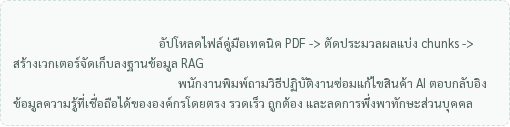 อัปโหลดไฟล์คู่มือเทคนิค PDF -> ตัดประมวลผลแบ่ง chunks ->
สร้างเวกเตอร์จัดเก็บลงฐานข้อมูล RAG
พนักงานพิมพ์ถามวิธีปฏิบัติงานซ่อมแก้ไขสินค้า AI ตอบกลับอิง
ข้อมูลความรู้ที่เชื่อถือได้ขององค์กรโดยตรง รวดเร็ว ถูกต้อง และลดการพึ่งพาทักษะส่วนบุคคล